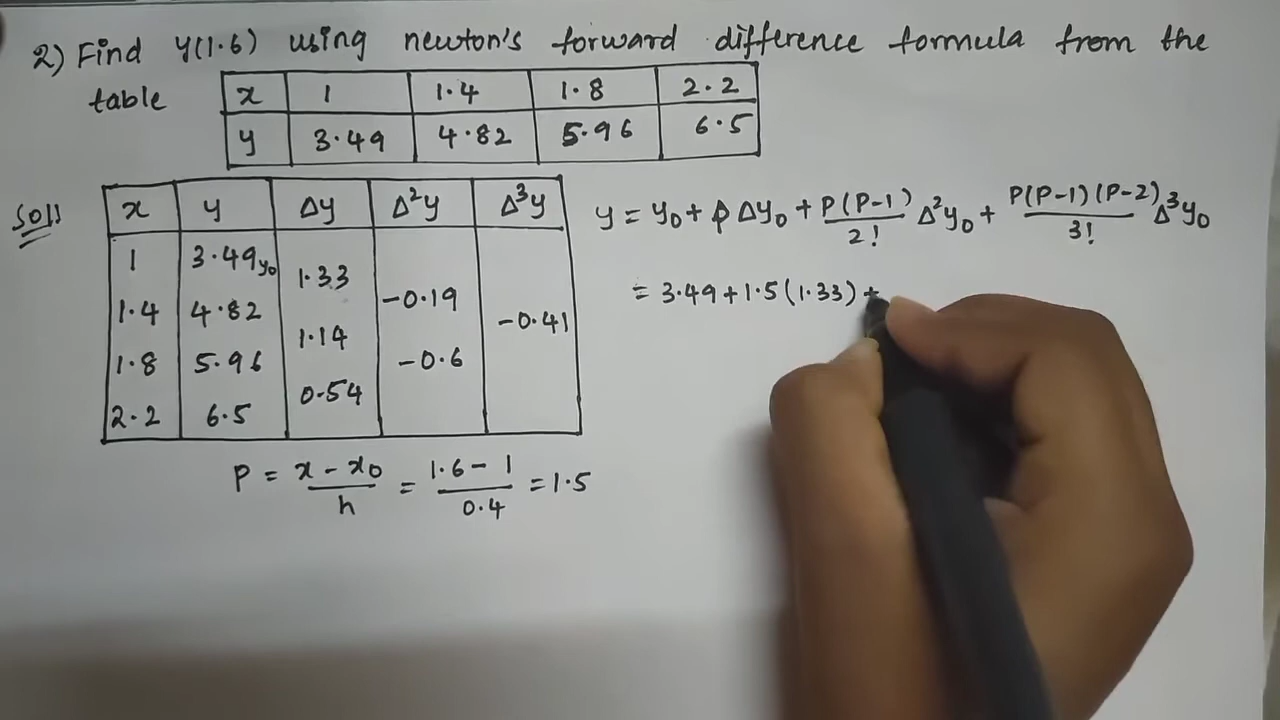 2) Find y(1.6) using newton's forward difference formula from the
table
x 1 1.4 1.8 2.2
y 3.49 4.82 5.96 6.5
Soln
x y Δy Δ²y Δ³y
1 3.49 y₀
1.33
1.4 4.82 -0.19
1.14 -0.41
1.8 5.96 -0.6
0.54
2.2 6.5
P = x - x₀ / h = 1.6 - 1 / 0.4 = 1.5
y = y₀ + P Δy₀ + P(P-1)/2! Δ²y₀ + P(P-1)(P-2)/3! Δ³y₀
= 3.49 + 1.5 (1.33) +